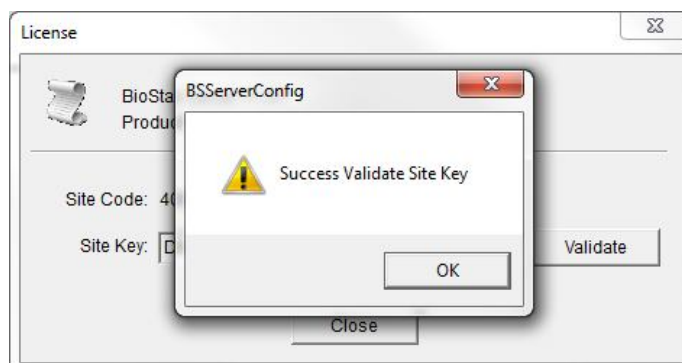 License
BSServerConfig
BioSta
Produc
Success Validate Site Key
Site Code: 40
Site Key: D
Validate
OK
Close